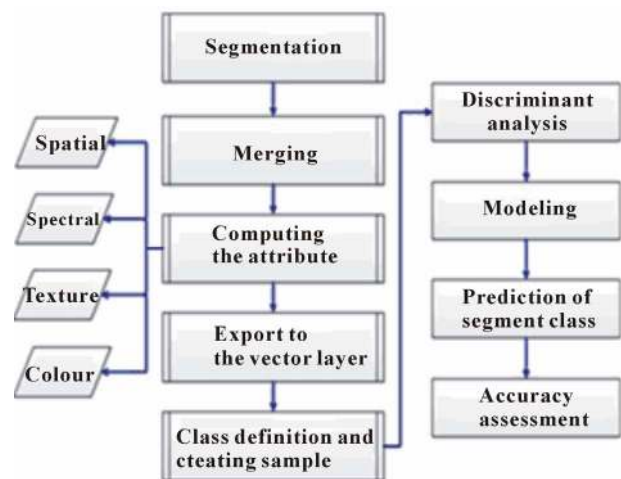 Segmentation
Merging
Computing
the attribute
Export to
the vector layer
Class definition and
cteating sample
Spatial
Spectral
Texture
Colour
Discriminant
analysis
Modeling
Prediction of
segment class
Accuracy
assessment